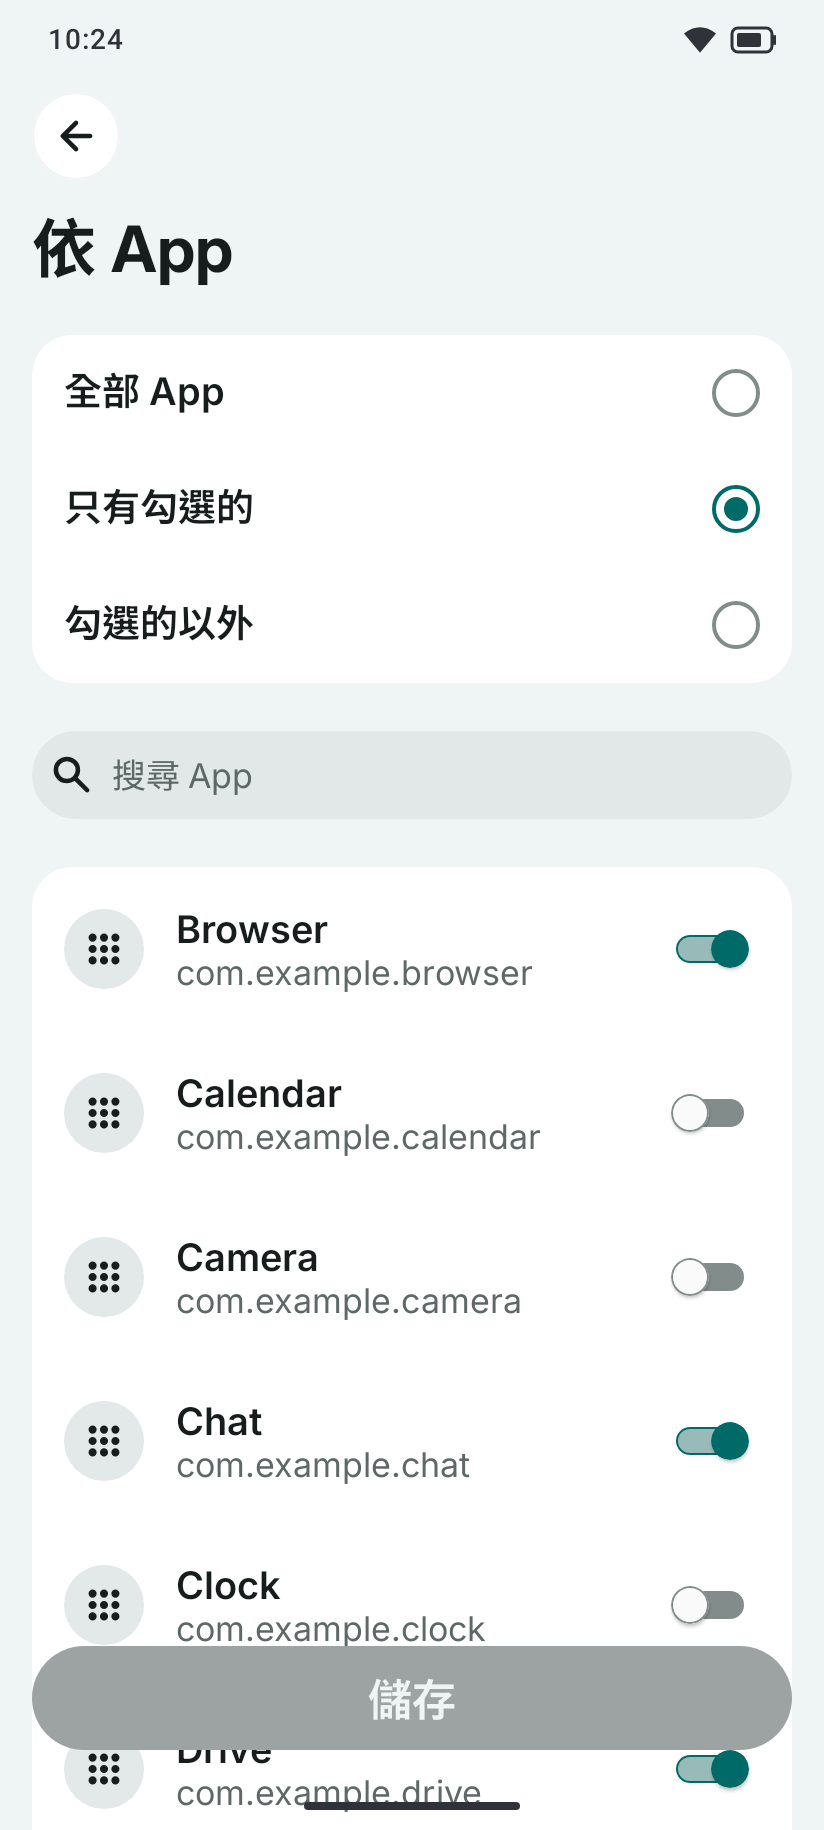 10:24
依 App
全部 App
只有勾選的
勾選的以外
搜尋 App
Browser
com.example.browser
Calendar
com.example.calendar
Camera
com.example.camera
Chat
com.example.chat
Clock
com.example.clock
儲存
Drive
com.example.drive